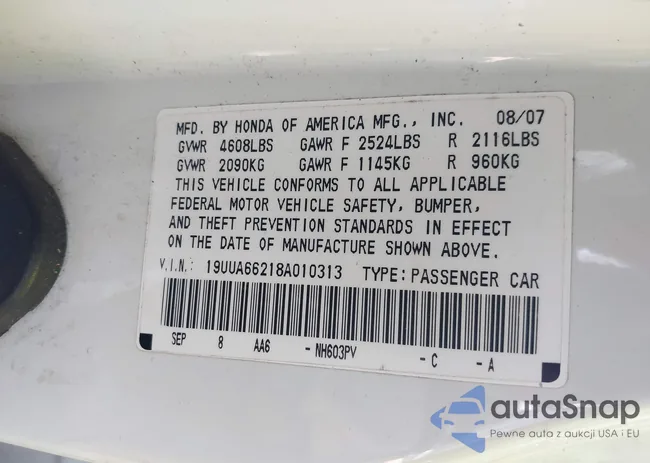 MFD. BY HONDA OF AMERICA MFG., INC. 08/07
GVWR 4608LBS GAWR F 2524LBS R 2116LBS
GVWR 2090KG GAWR F 1145KG R 960KG
THIS VEHICLE CONFORMS TO ALL APPLICABLE
FEDERAL MOTOR VEHICLE SAFETY, BUMPER,
AND THEFT PREVENTION STANDARDS IN EFFECT
ON THE DATE OF MANUFACTURE SHOWN ABOVE.
V.I.N.: 19UUA66218A010313 TYPE: PASSENGER CAR
SEP 8 AA6 - NH603PV - C - A
autaSnap
Pewne auta z aukcji USA i EU